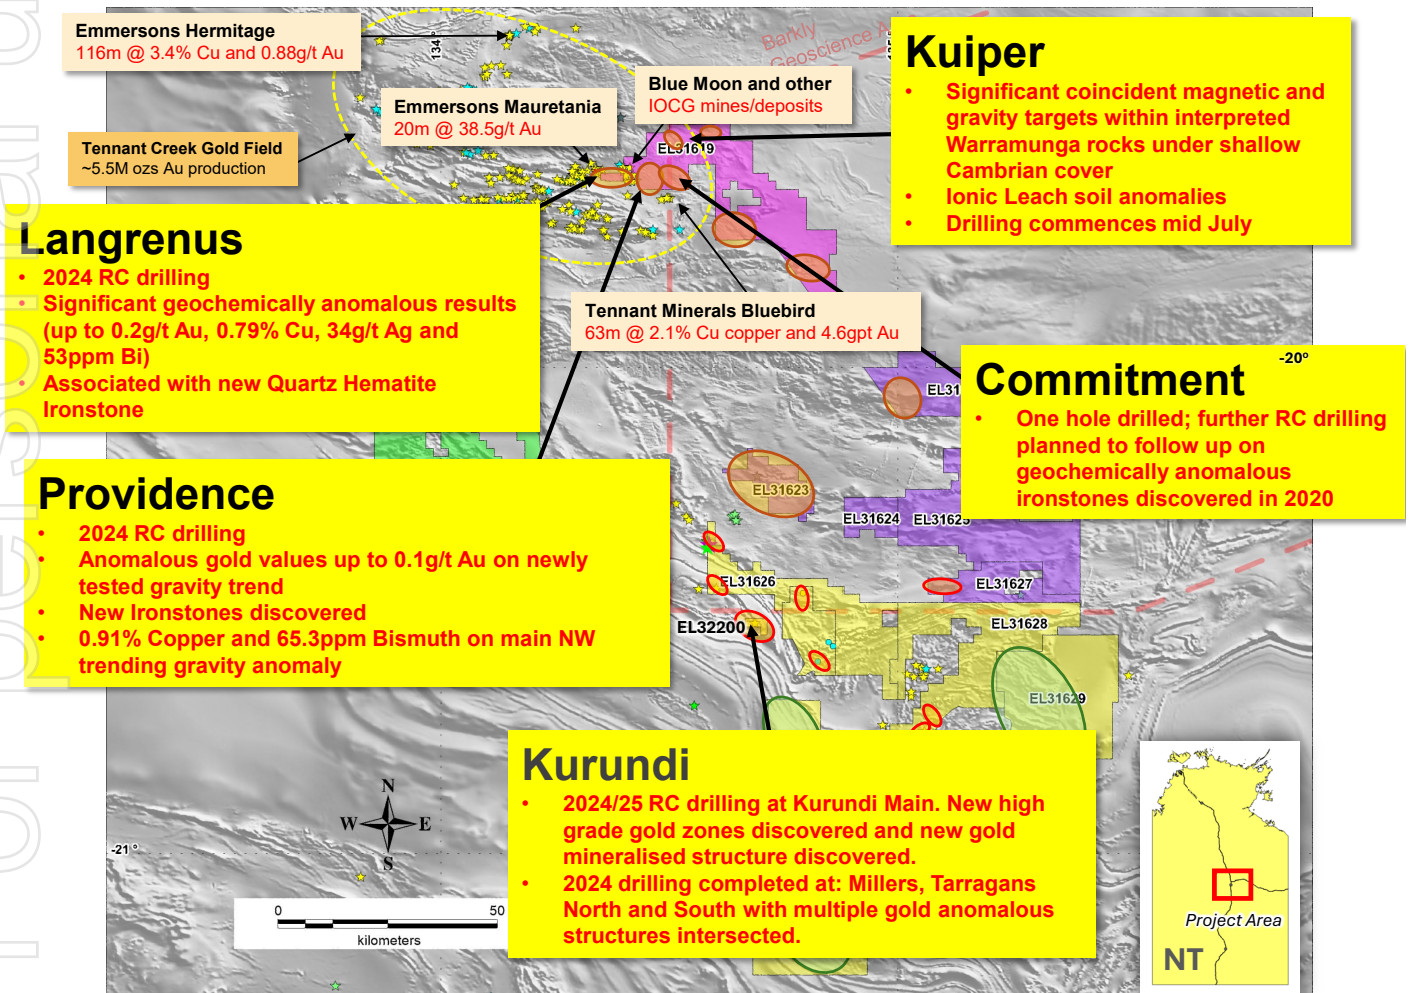 Emmersons Hermitage
116m @ 3.4% Cu and 0.88g/t Au
134°
Barkly
Geoscience A
Kuiper
• Significant coincident magnetic and
gravity targets within interpreted
Warramunga rocks under shallow
Cambrian cover
• Ionic Leach soil anomalies
• Drilling commences mid July
Blue Moon and other
IOCG mines/deposits
Emmersons Mauretania
20m @ 38.5g/t Au
Tennant Creek Gold Field
~5.5M ozs Au production
EL31619
Langrenus
• 2024 RC drilling
• Significant geochemically anomalous results
(up to 0.2g/t Au, 0.79% Cu, 34g/t Ag and
53ppm Bi)
• Associated with new Quartz Hematite
Ironstone
Tennant Minerals Bluebird
63m @ 2.1% Cu copper and 4.6gpt Au
-20°
EL31
Commitment
• One hole drilled; further RC drilling
planned to follow up on
geochemically anomalous
ironstones discovered in 2020
Providence
• 2024 RC drilling
• Anomalous gold values up to 0.1g/t Au on newly
tested gravity trend
• New Ironstones discovered
• 0.91% Copper and 65.3ppm Bismuth on main NW
trending gravity anomaly
EL31623
EL31624
EL31625
EL31626
EL31627
EL32200
EL31628
EL31629
Kurundi
• 2024/25 RC drilling at Kurundi Main. New high
grade gold zones discovered and new gold
mineralised structure discovered.
• 2024 drilling completed at: Millers, Tarragans
North and South with multiple gold anomalous
structures intersected.
N
W E
S
-21°
0 50
kilometers
Project Area
NT